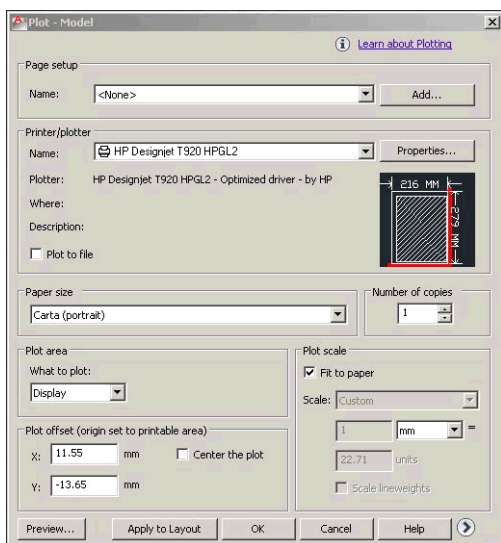 Plot - Model
Learn about Plotting
Page setup
Name: <None> Add...
Printer/plotter
Name: HP Designjet T920 HPGL2 Properties...
Plotter: HP Designjet T920 HPGL2 - Optimized driver - by HP
Where:
Description:
Plot to file
216 MM
279 MM
Paper size
Carta (portrait)
Number of copies
1
Plot area
What to plot:
Display
Plot offset (origin set to printable area)
X: 11.55 mm Center the plot
Y: -13.65 mm
Plot scale
Fit to paper
Scale: Custom
1 mm =
22.71 units
Scale lineweights
Preview... Apply to Layout OK Cancel Help